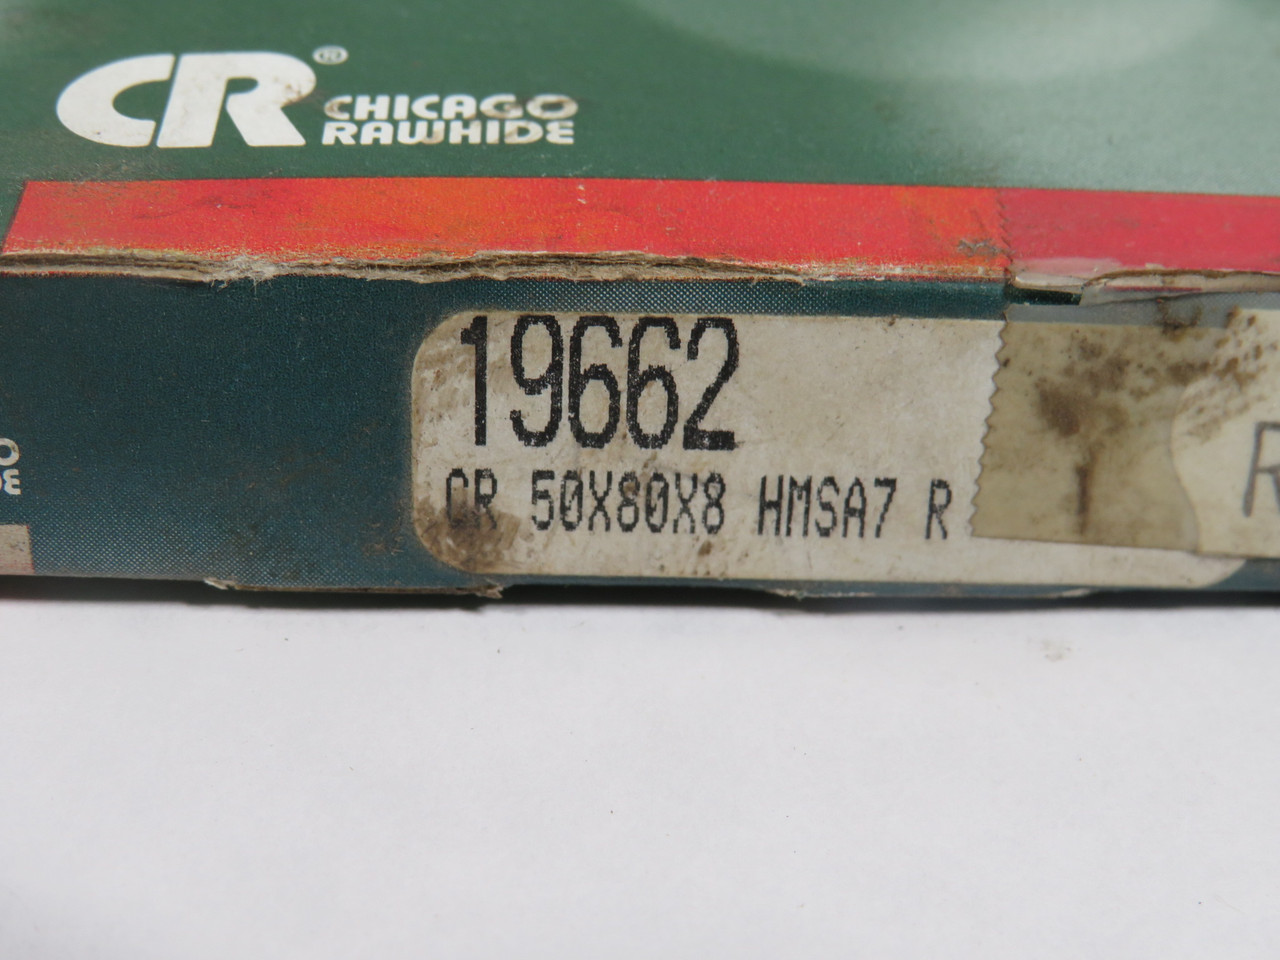 CR® CHICAGO
RAWHIDE
19662
CR 50X80X8 HMSA7 R
R